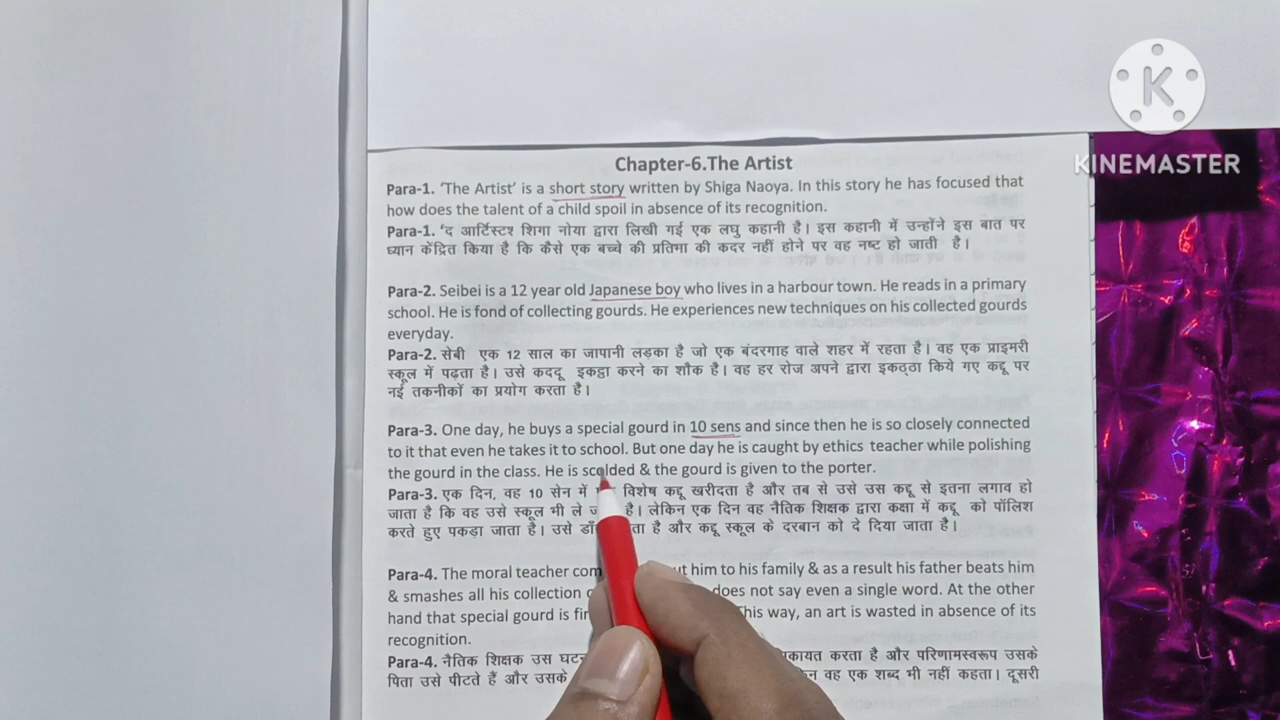 Chapter-6.The Artist
Para-1. ‘The Artist’ is a short story written by Shiga Naoya. In this story he has focused that
how does the talent of a child spoil in absence of its recognition.
Para-1. ‘द आर्टिस्टश शिगा नोया द्वारा लिखी गई एक लघु कहानी है। इस कहानी में उन्होंने इस बात पर
ध्यान केंद्रित किया है कि कैसे एक बच्चे की प्रतिमा की कदर नहीं होने पर वह नष्ट हो जाती है।
Para-2. Seibei is a 12 year old Japanese boy who lives in a harbour town. He reads in a primary
school. He is fond of collecting gourds. He experiences new techniques on his collected gourds
everyday.
Para-2. सेबी एक 12 साल का जापानी लड़का है जो एक बंदरगाह वाले शहर में रहता है। वह एक प्राइमरी
स्कूल में पढ़ता है। उसे कददू इकट्ठा करने का शौक है। वह हर रोज अपने द्वारा इकठ्ठा किये गए कद्दू पर
नई तकनीकों का प्रयोग करता है।
Para-3. One day, he buys a special gourd in 10 sens and since then he is so closely connected
to it that even he takes it to school. But one day he is caught by ethics teacher while polishing
the gourd in the class. He is scolded & the gourd is given to the porter.
Para-3. एक दिन, वह 10 सेन में विशेष कद्दू खरीदता है और तब से उसे उस कद्दू से इतना लगाव हो
जाता है कि वह उसे स्कूल भी ले है। लेकिन एक दिन वह नैतिक शिक्षक द्वारा कक्षा में कद्दू को पॉलिश
करते हुए पकड़ा जाता है। उसे है और कद्दू स्कूल के दरबान को दे दिया जाता है।
Para-4. The moral teacher him to his family & as a result his father beats him
& smashes all his collection does not say even a single word. At the other
hand that special gourd is This way, an art is wasted in absence of its
recognition.
Para-4. नैतिक शिक्षक उस करता है और परिणामस्वरूप उसके
पिता उसे पीटते हैं और उसके वह एक शब्द भी नहीं कहता। दूसरी
KINEMASTER